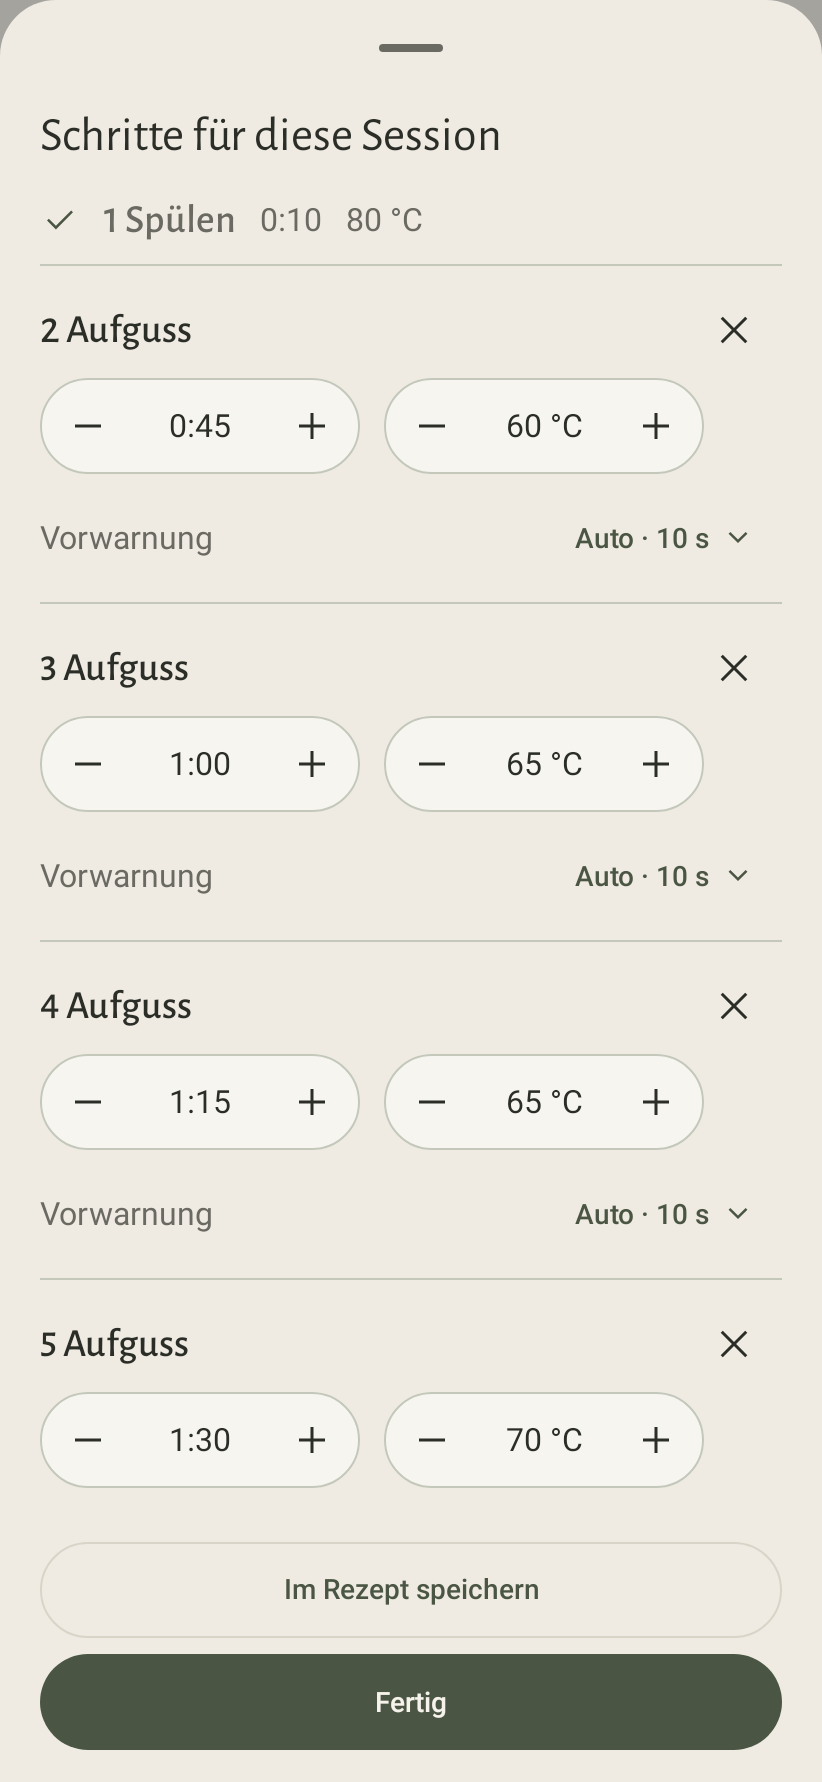 Schritte für diese Session
1 Spülen 0:10 80 °C
2 Aufguss
0:45 60 °C
Vorwarnung Auto · 10 s
3 Aufguss
1:00 65 °C
Vorwarnung Auto · 10 s
4 Aufguss
1:15 65 °C
Vorwarnung Auto · 10 s
5 Aufguss
1:30 70 °C
Im Rezept speichern
Fertig